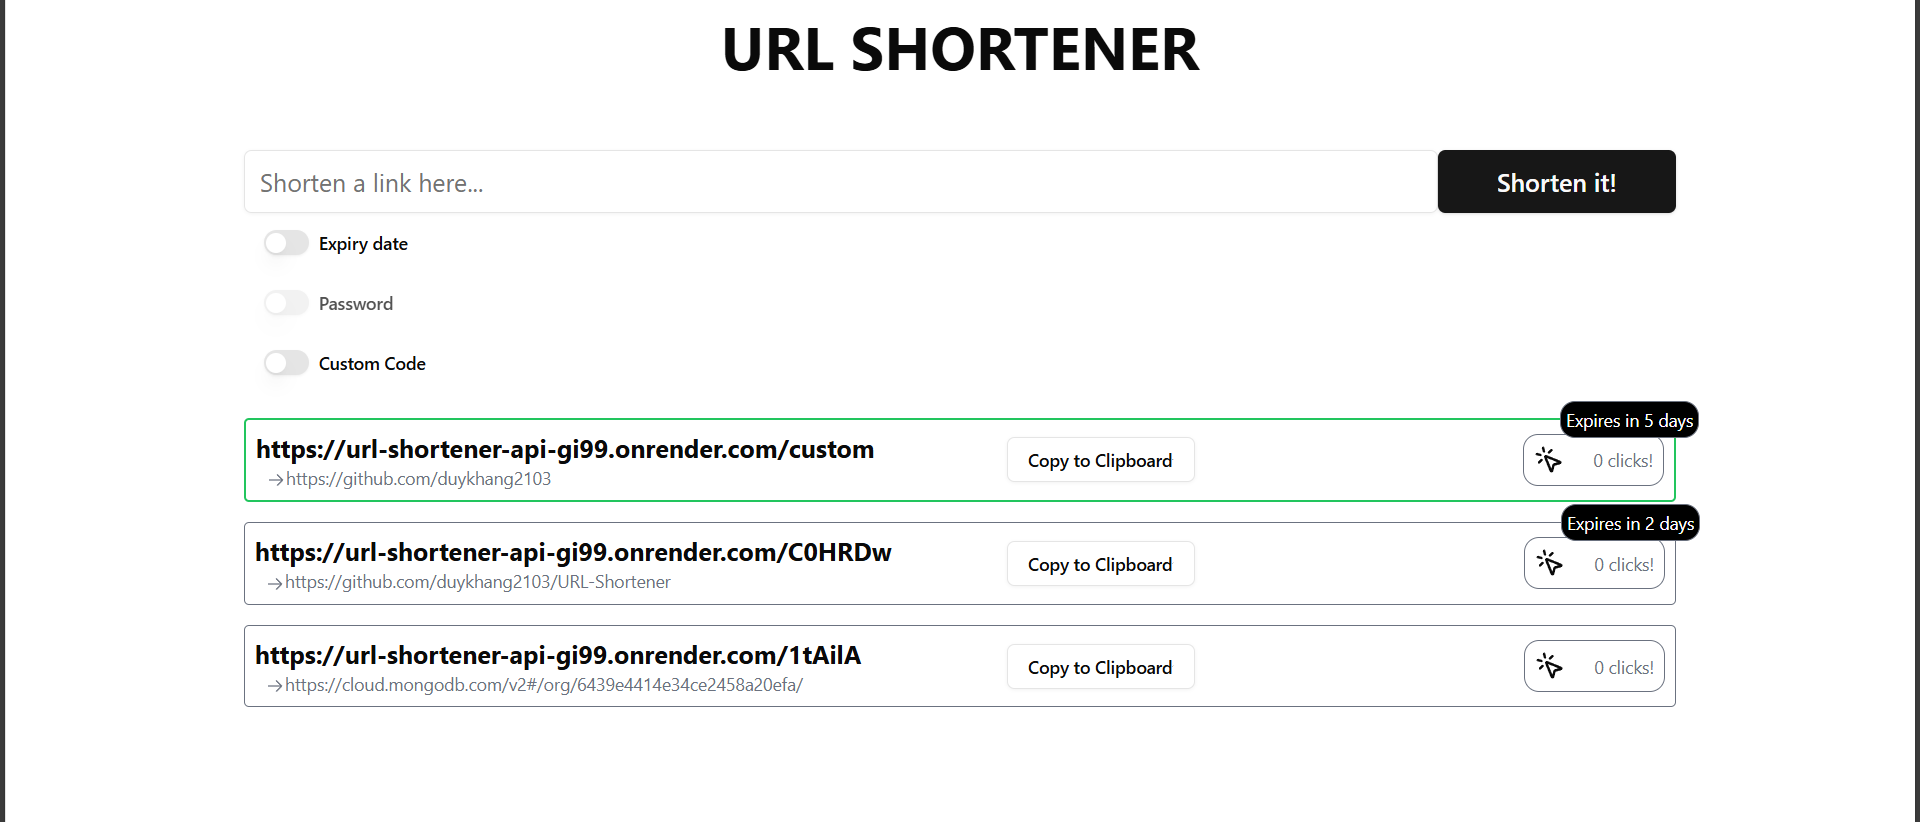 URL SHORTENER
Shorten a link here...
Shorten it!
Expiry date
Password
Custom Code
Expires in 5 days
https://url-shortener-api-gi99.onrender.com/custom
→https://github.com/duykhang2103
Copy to Clipboard
0 clicks!
Expires in 2 days
https://url-shortener-api-gi99.onrender.com/C0HRDw
→https://github.com/duykhang2103/URL-Shortener
Copy to Clipboard
0 clicks!
https://url-shortener-api-gi99.onrender.com/1tAilA
→https://cloud.mongodb.com/v2#/org/6439e4414e34ce2458a20efa/
Copy to Clipboard
0 clicks!